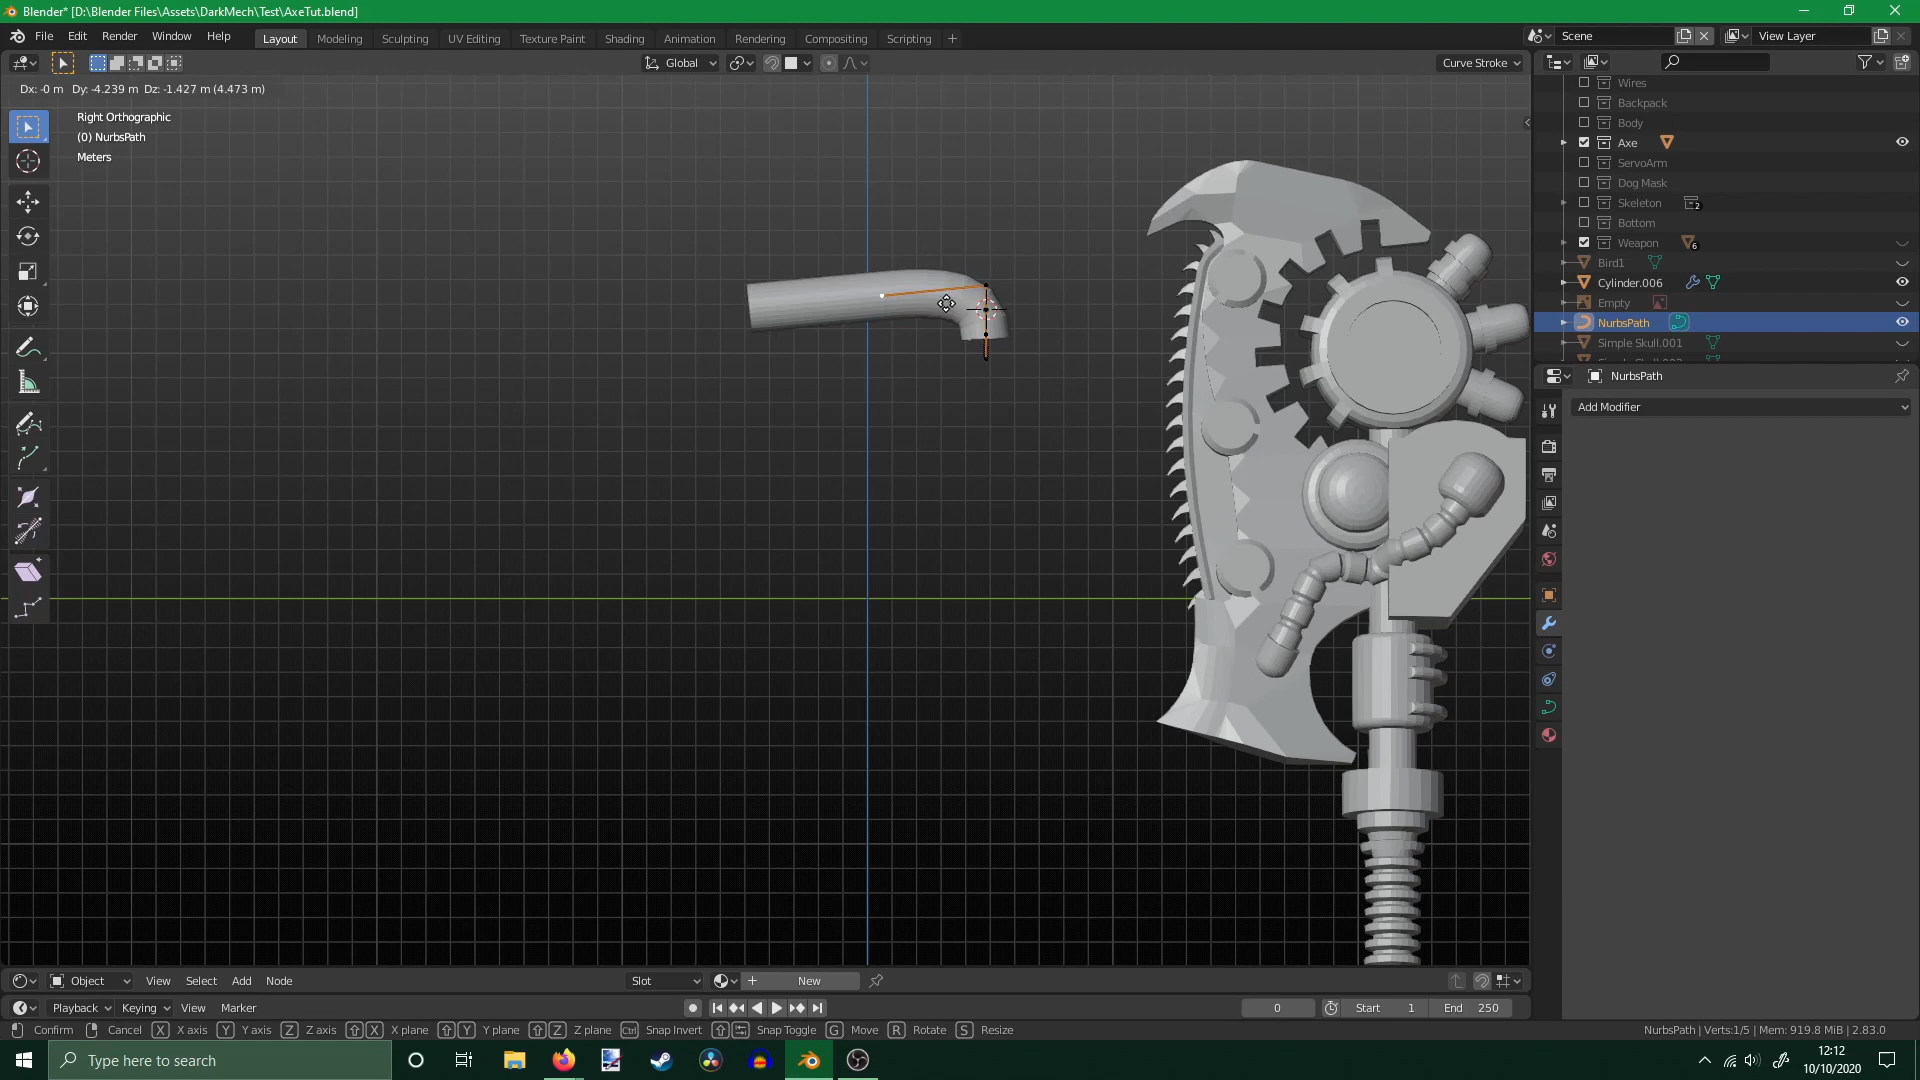 Blender* [D:\Blender Files\Assets\DarkMech\Test\AxeTut.blend]
File Edit Render Window Help
Layout Modeling Sculpting UV Editing Texture Paint Shading Animation Rendering Compositing Scripting +
Scene
View Layer
Global
Curve Stroke
Dx: -0 m Dy: -4.239 m Dz: -1.427 m (4.473 m)
Right Orthographic
(0) NurbsPath
Meters
Wires
Backpack
Body
Axe
ServoArm
Dog Mask
Skeleton 2
Bottom
Weapon 6
Bird1
Cylinder.006
Empty
NurbsPath
Simple Skull.001
NurbsPath
Add Modifier
Object View Select Add Node
Slot
New
Playback Keying View Marker
0
Start 1
End 250
Confirm Cancel X X axis Y Y axis Z Z axis X X plane Y Y plane Z Z plane Ctrl Snap Invert Snap Toggle G Move R Rotate S Resize
NurbsPath | Verts:1/5 | Mem: 919.8 MiB | 2.83.0
Type here to search
12:12
10/10/2020